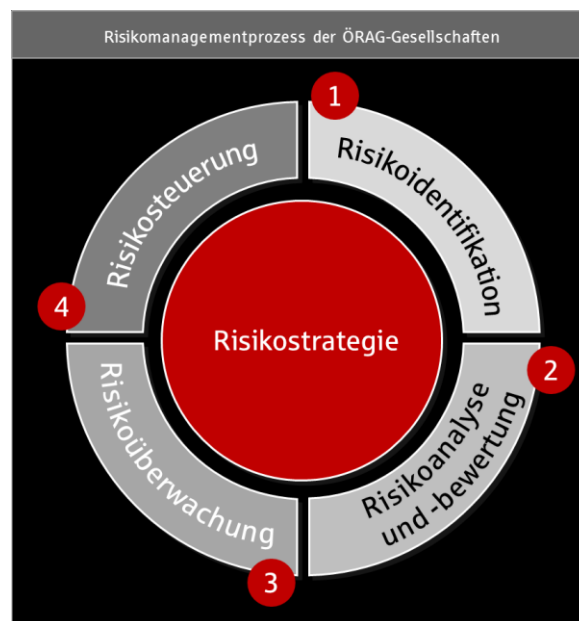 Risikomanagementprozess der ÖRAG-Gesellschaften
1
Risikoidentifikation
2
Risikoanalyse
und -bewertung
3
Risikoüberwachung
4
Risikosteuerung
Risikostrategie